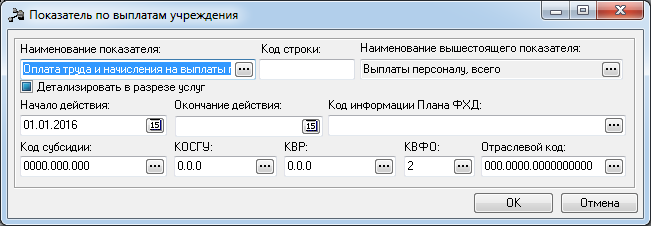 Показатель по выплатам учреждения
Наименование показателя: Код строки: Наименование вышестоящего показателя:
Оплата труда и начисления на выплаты ... Выплаты персоналу, всего ...
Детализировать в разрезе услуг
Начало действия: Окончание действия: Код информации Плана ФХД:
01.01.2016 15 15 ...
Код субсидии: КОСГУ: КВР: КВФО: Отраслевой код:
0000.000.000 ... 0.0.0 ... 0.0.0 ... 2 ... 000.0000.0000000000 ...
OK Отмена